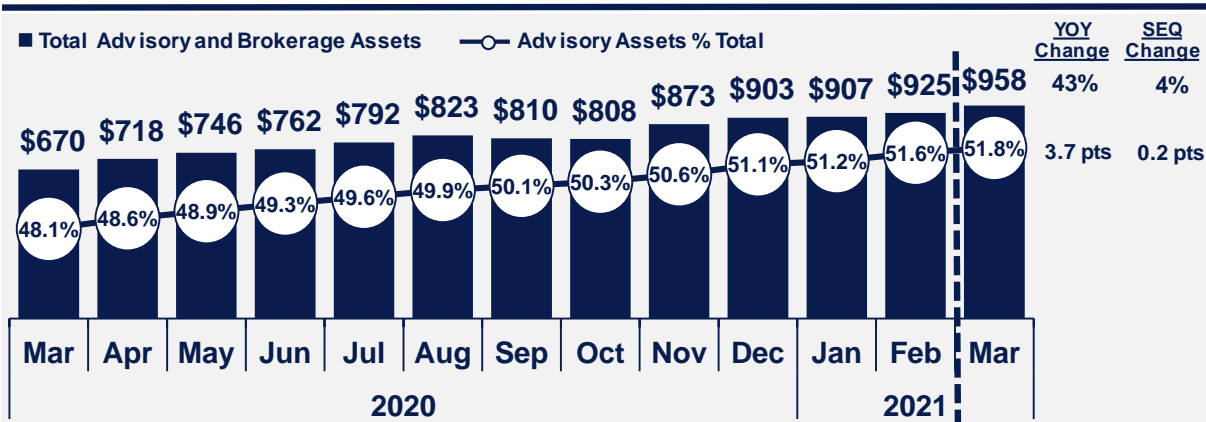 Total Advisory and Brokerage Assets
Advisory Assets % Total
YOY Change
SEQ Change
$670 $718 $746 $762 $792 $823 $810 $808 $873 $903 $907 $925 $958 43% 4%
48.1% 48.6% 48.9% 49.3% 49.6% 49.9% 50.1% 50.3% 50.6% 51.1% 51.2% 51.6% 51.8% 3.7 pts 0.2 pts
Mar Apr May Jun Jul Aug Sep Oct Nov Dec Jan Feb Mar
2020 2021